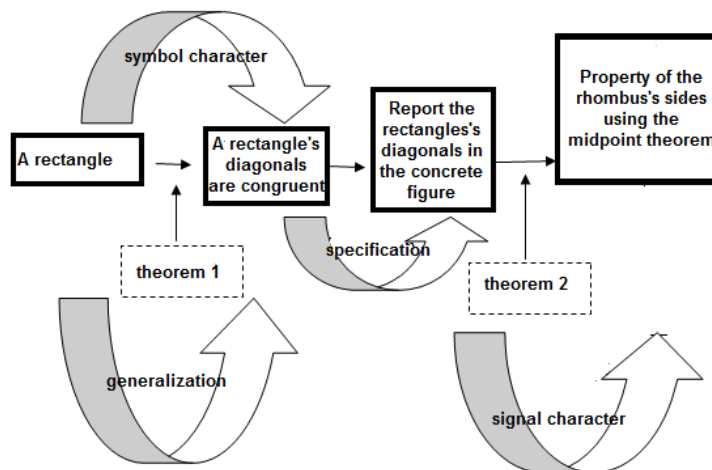 symbol character
A rectangle
A rectangle's
diagonals
are congruent
Report the
rectangles's
diagonals in
the concrete
figure
Property of the
rhombus's sides
using the
midpoint theorem
specification
theorem 1
theorem 2
generalization
signal character